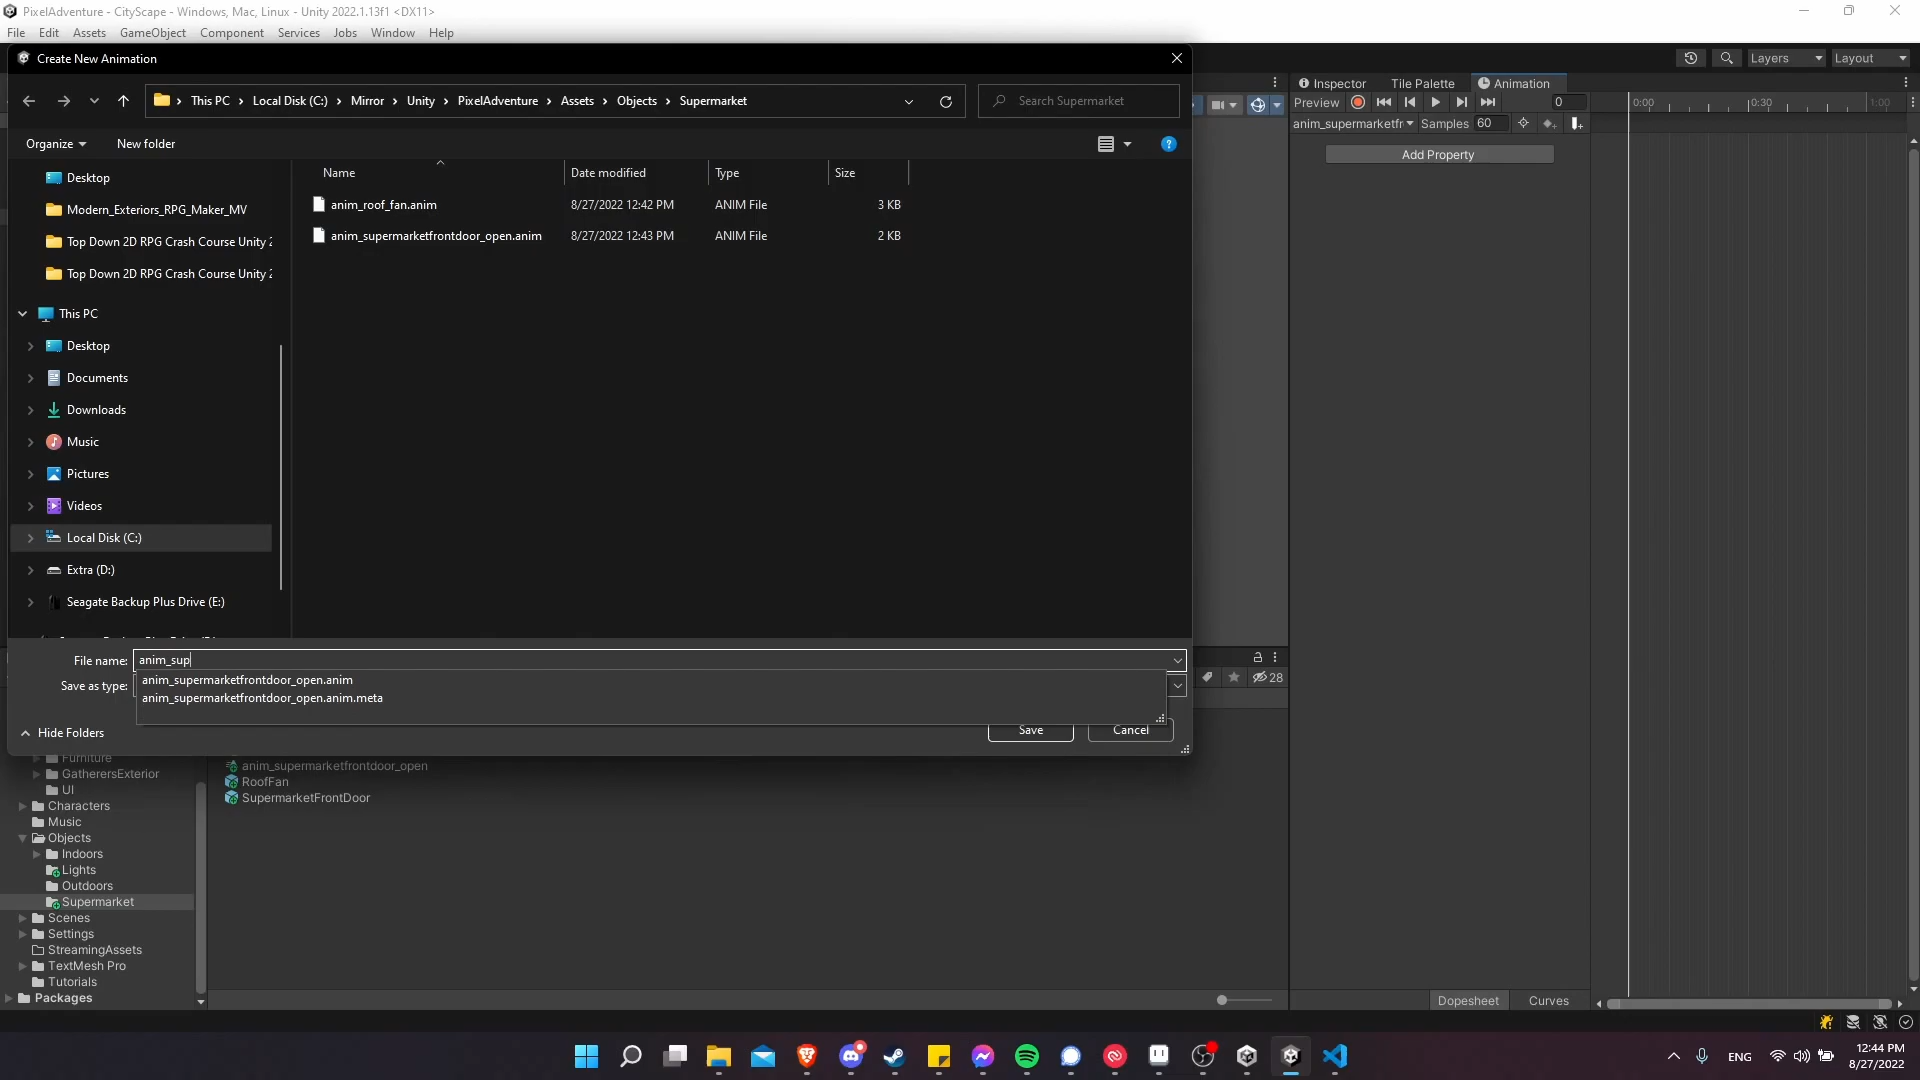 PixelAdventure - CityScape - Windows, Mac, Linux - Unity 2022.1.13f1 <DX11>
File Edit Assets GameObject Component Services Jobs Window Help
Create New Animation
Layers Layout
This PC › Local Disk (C:) › Mirror › Unity › PixelAdventure › Assets › Objects › Supermarket
Search Supermarket
Inspector Tile Palette Animation
Preview 0 0:00 0:30 1:00
anim_supermarketfr Samples 60
Organize New folder
Add Property
Name Date modified Type Size
anim_roof_fan.anim 8/27/2022 12:42 PM ANIM File 3 KB
anim_supermarketfrontdoor_open.anim 8/27/2022 12:43 PM ANIM File 2 KB
Desktop
Modern_Exteriors_RPG_Maker_MV
Top Down 2D RPG Crash Course Unity 2
Top Down 2D RPG Crash Course Unity 2
This PC
Desktop
Documents
Downloads
Music
Pictures
Videos
Local Disk (C:)
Extra (D:)
Seagate Backup Plus Drive (E:)
File name: anim_sup
Save as type:
anim_supermarketfrontdoor_open.anim
anim_supermarketfrontdoor_open.anim.meta
28
Hide Folders
Save Cancel
Furniture
GatherersExterior
UI
Characters
Music
Objects
Indoors
Lights
Outdoors
Supermarket
Scenes
Settings
StreamingAssets
TextMesh Pro
Tutorials
Packages
anim_supermarketfrontdoor_open
RoofFan
SupermarketFrontDoor
Dopesheet Curves
ENG
12:44 PM
8/27/2022